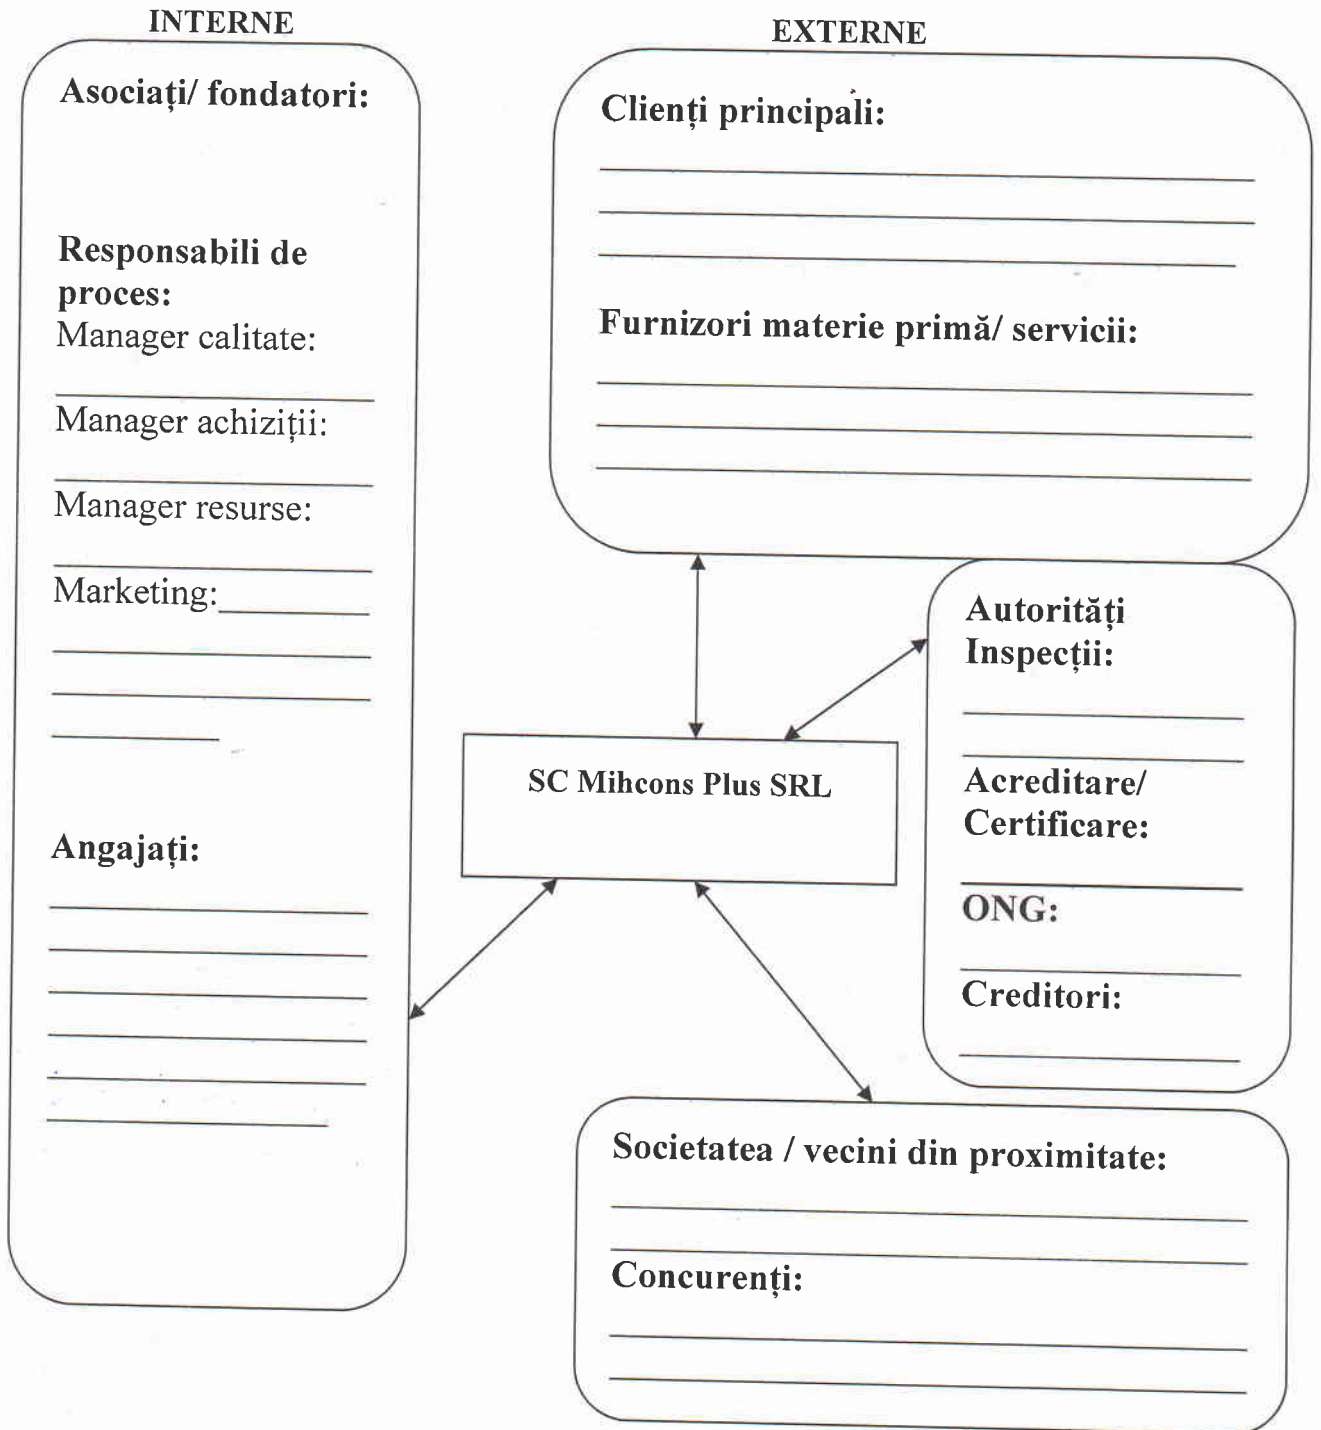 INTERNE
Asociați/ fondatori:
Responsabili de
proces:
Manager calitate:
Manager achiziții:
Manager resurse:
Marketing:
Angajați:
EXTERNE
Clienți principali:
Furnizori materie primă/ servicii:
Autorități
Inspecții:
Acreditare/
Certificare:
ONG:
Creditori:
SC Mihcons Plus SRL
Societatea / vecini din proximitate:
Concurenți: